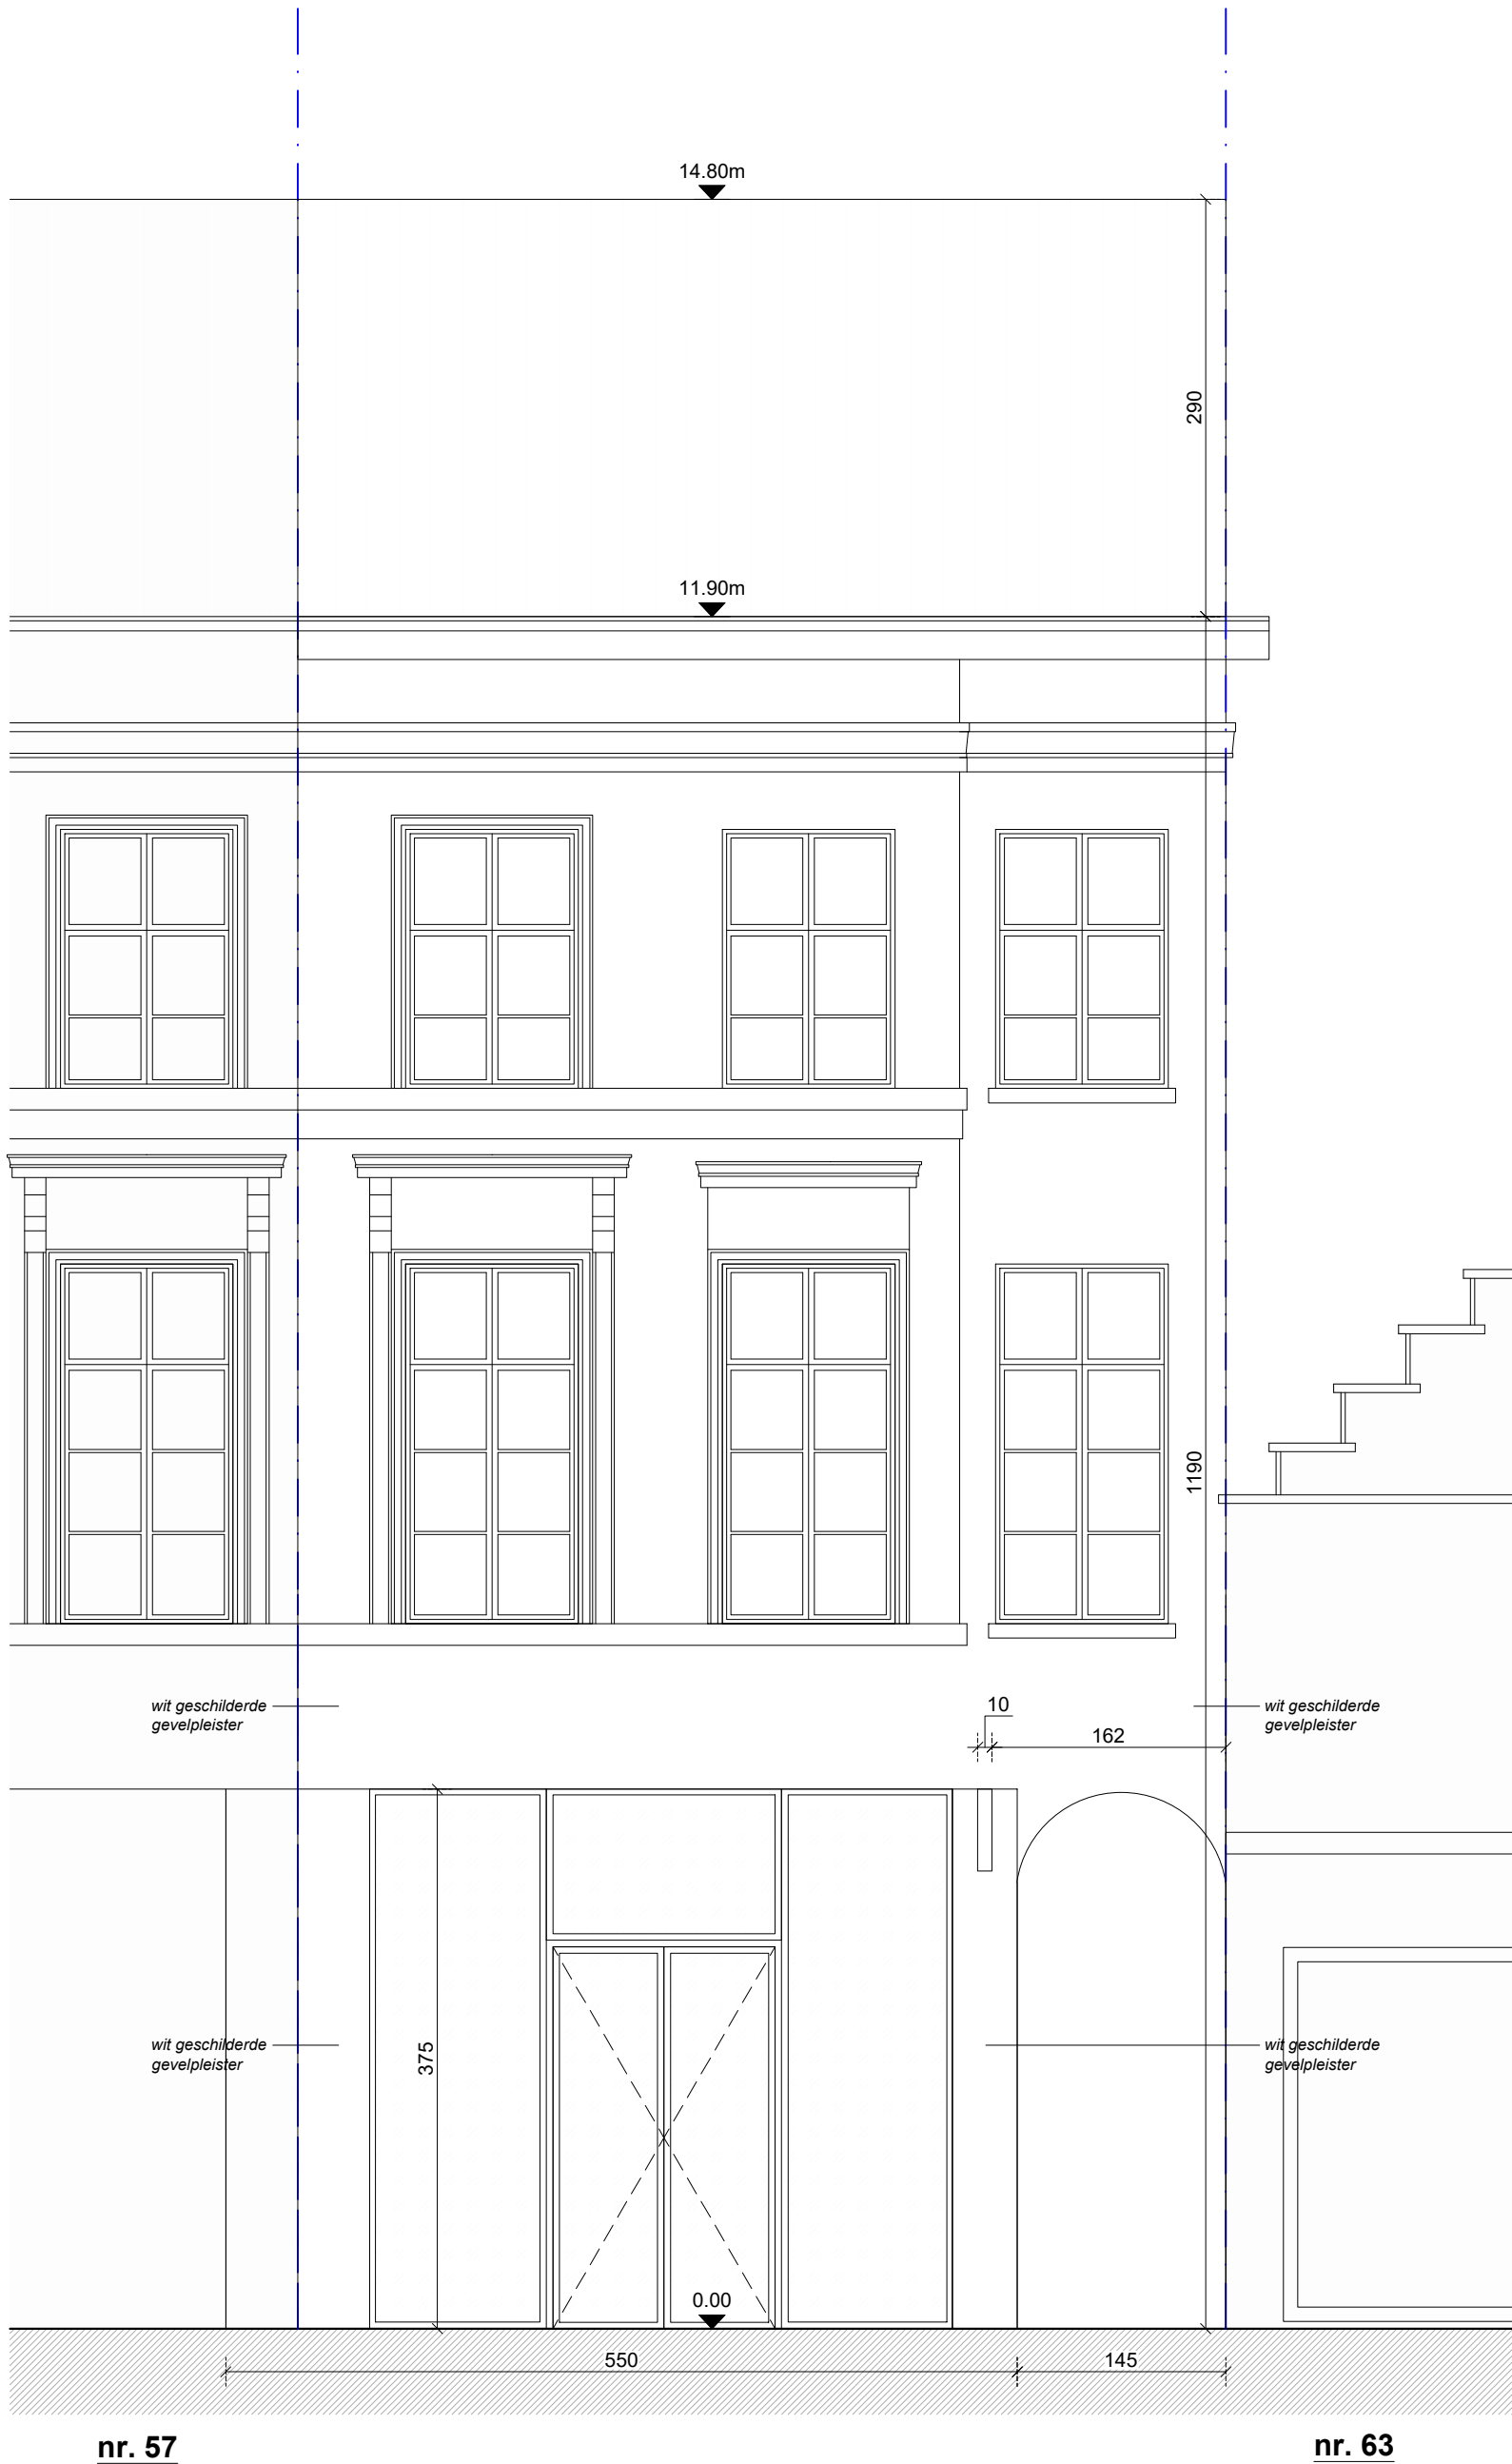 14.80m
290
11.90m
1190
wit geschilderde
gevelpleister
10
162
wit geschilderde
gevelpleister
375
wit geschilderde
gevelpleister
wit geschilderde
gevelpleister
0.00
550
145
nr. 57
nr. 63